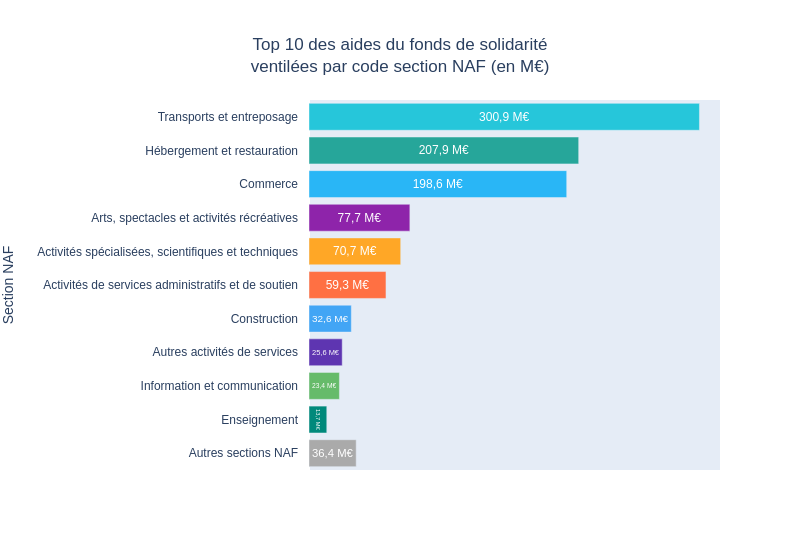 Top 10 des aides du fonds de solidarité
ventilées par code section NAF (en M€)
Section NAF
Transports et entreposage 300,9 M€
Hébergement et restauration 207,9 M€
Commerce 198,6 M€
Arts, spectacles et activités récréatives 77,7 M€
Activités spécialisées, scientifiques et techniques 70,7 M€
Activités de services administratifs et de soutien 59,3 M€
Construction 32,6 M€
Autres activités de services 25,6 M€
Information et communication 23,4 M€
Enseignement 13,7 M€
Autres sections NAF 36,4 M€